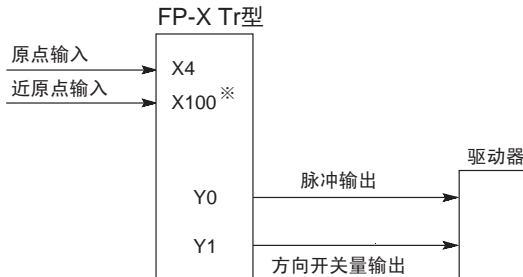 FP-X Tr型
原点输入
X4
近原点输入
X100※
驱动器
脉冲输出
Y0
Y1
方向开关量输出